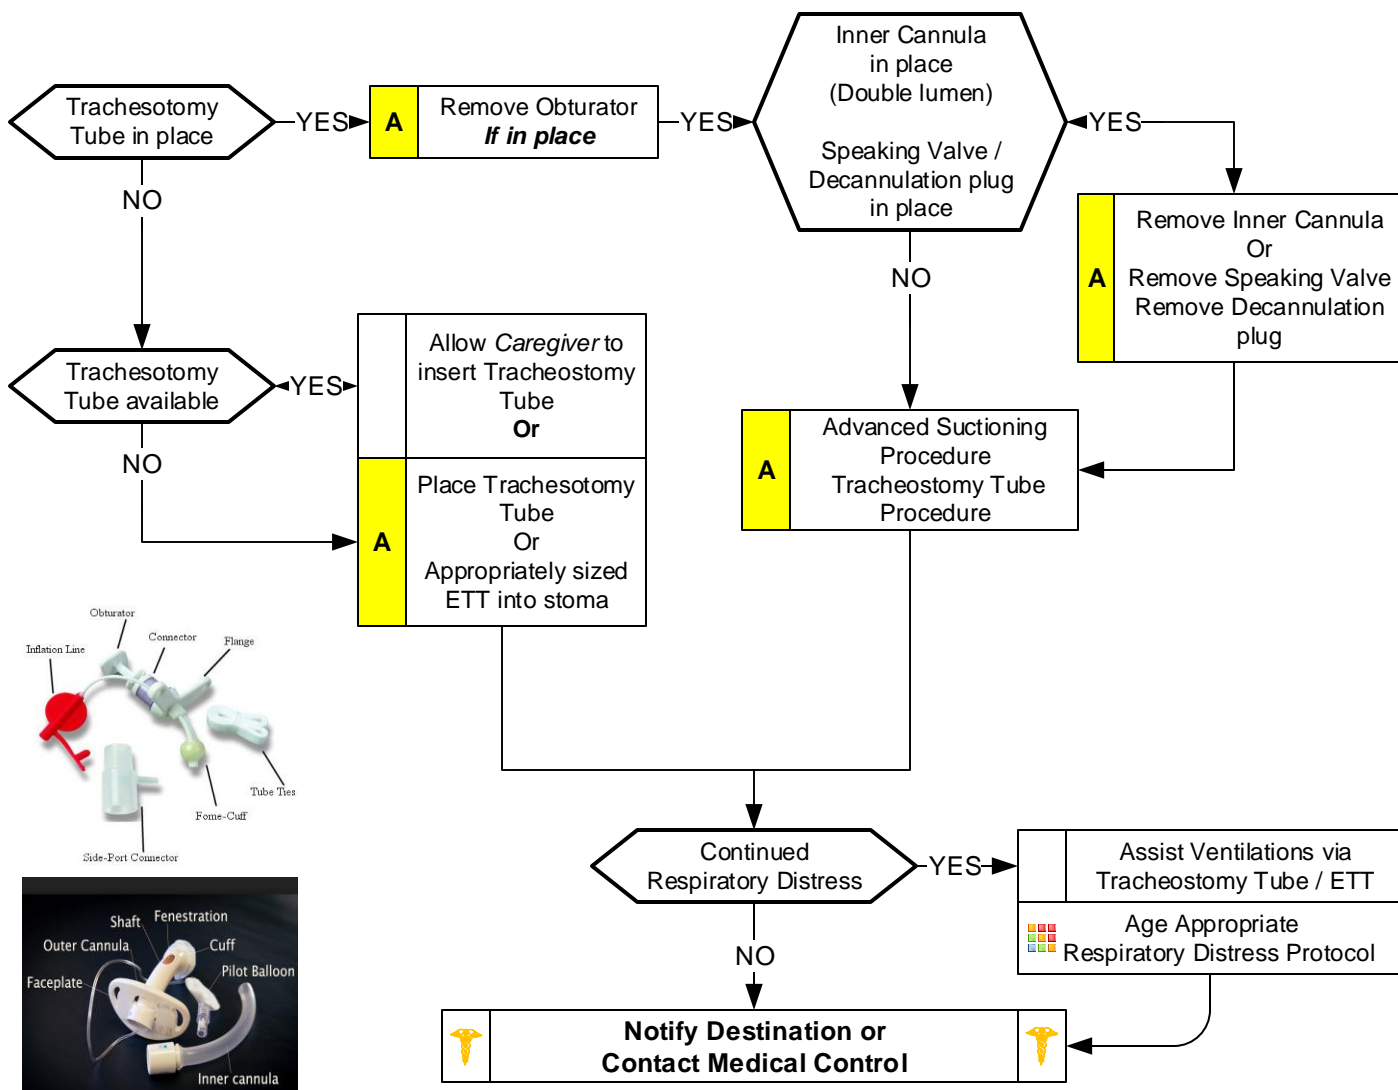 Trachesotomy
Tube in place
YES
A
Remove Obturator
If in place
YES
Inner Cannula
in place
(Double lumen)
Speaking Valve /
Decannulation plug
in place
YES
NO
NO
A
Remove Inner Cannula
Or
Remove Speaking Valve
Remove Decannulation
plug
Trachesotomy
Tube available
YES
Allow Caregiver to
insert Tracheostomy
Tube
Or
NO
A
Place Trachesotomy
Tube
Or
Appropriately sized
ETT into stoma
A
Advanced Suctioning
Procedure
Tracheostomy Tube
Procedure
Obturator
Connector
Flange
Inflation Line
Tube Ties
Fome-Cuff
Side-Port Connector
Continued
Respiratory Distress
YES
Assist Ventilations via
Tracheostomy Tube / ETT
Age Appropriate
Respiratory Distress Protocol
NO
Notify Destination or
Contact Medical Control
Shaft
Fenestration
Outer Cannula
Cuff
Faceplate
Pilot Balloon
Inner cannula